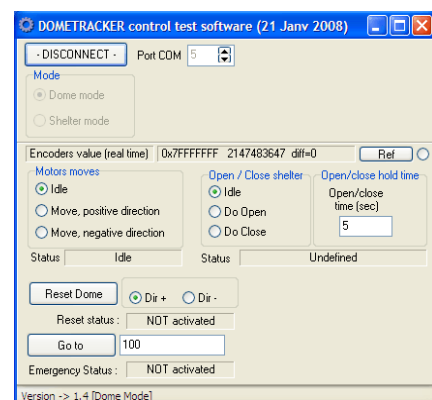 DOMETRACKER control test software (21 Janv 2008)
- DISCONNECT - Port COM 5
Mode
Dome mode
Shelter mode
Encoders value (real time) 0x7FFFFFFF 2147483647 diff=0 Ref
Motors moves Open / Close shelter Open/close hold time
Idle Idle Open/close
time (sec)
Move, positive direction Do Open
Move, negative direction Do Close 5
Status Idle Status Undefined
Reset Dome Dir + Dir -
Reset status : NOT activated
Go to 100
Emergency Status : NOT activated
Version -> 1.4 [Dome Mode]